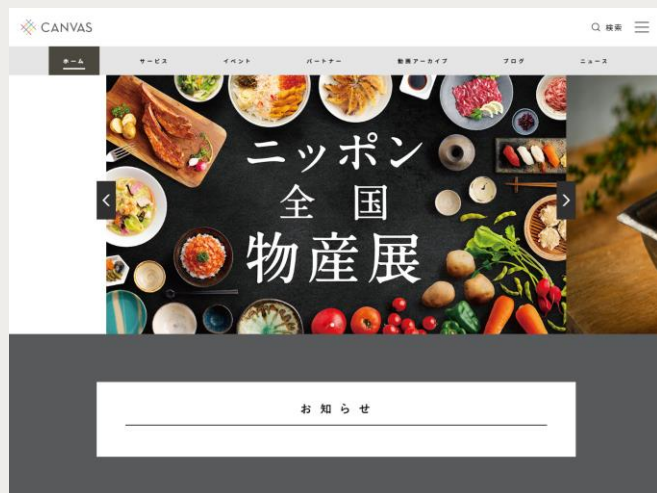 CANVAS
検索
ホーム
サービス
イベント
パートナー
動画アーカイブ
ブログ
ニュース
ニッポン
全国
物産展
お知らせ